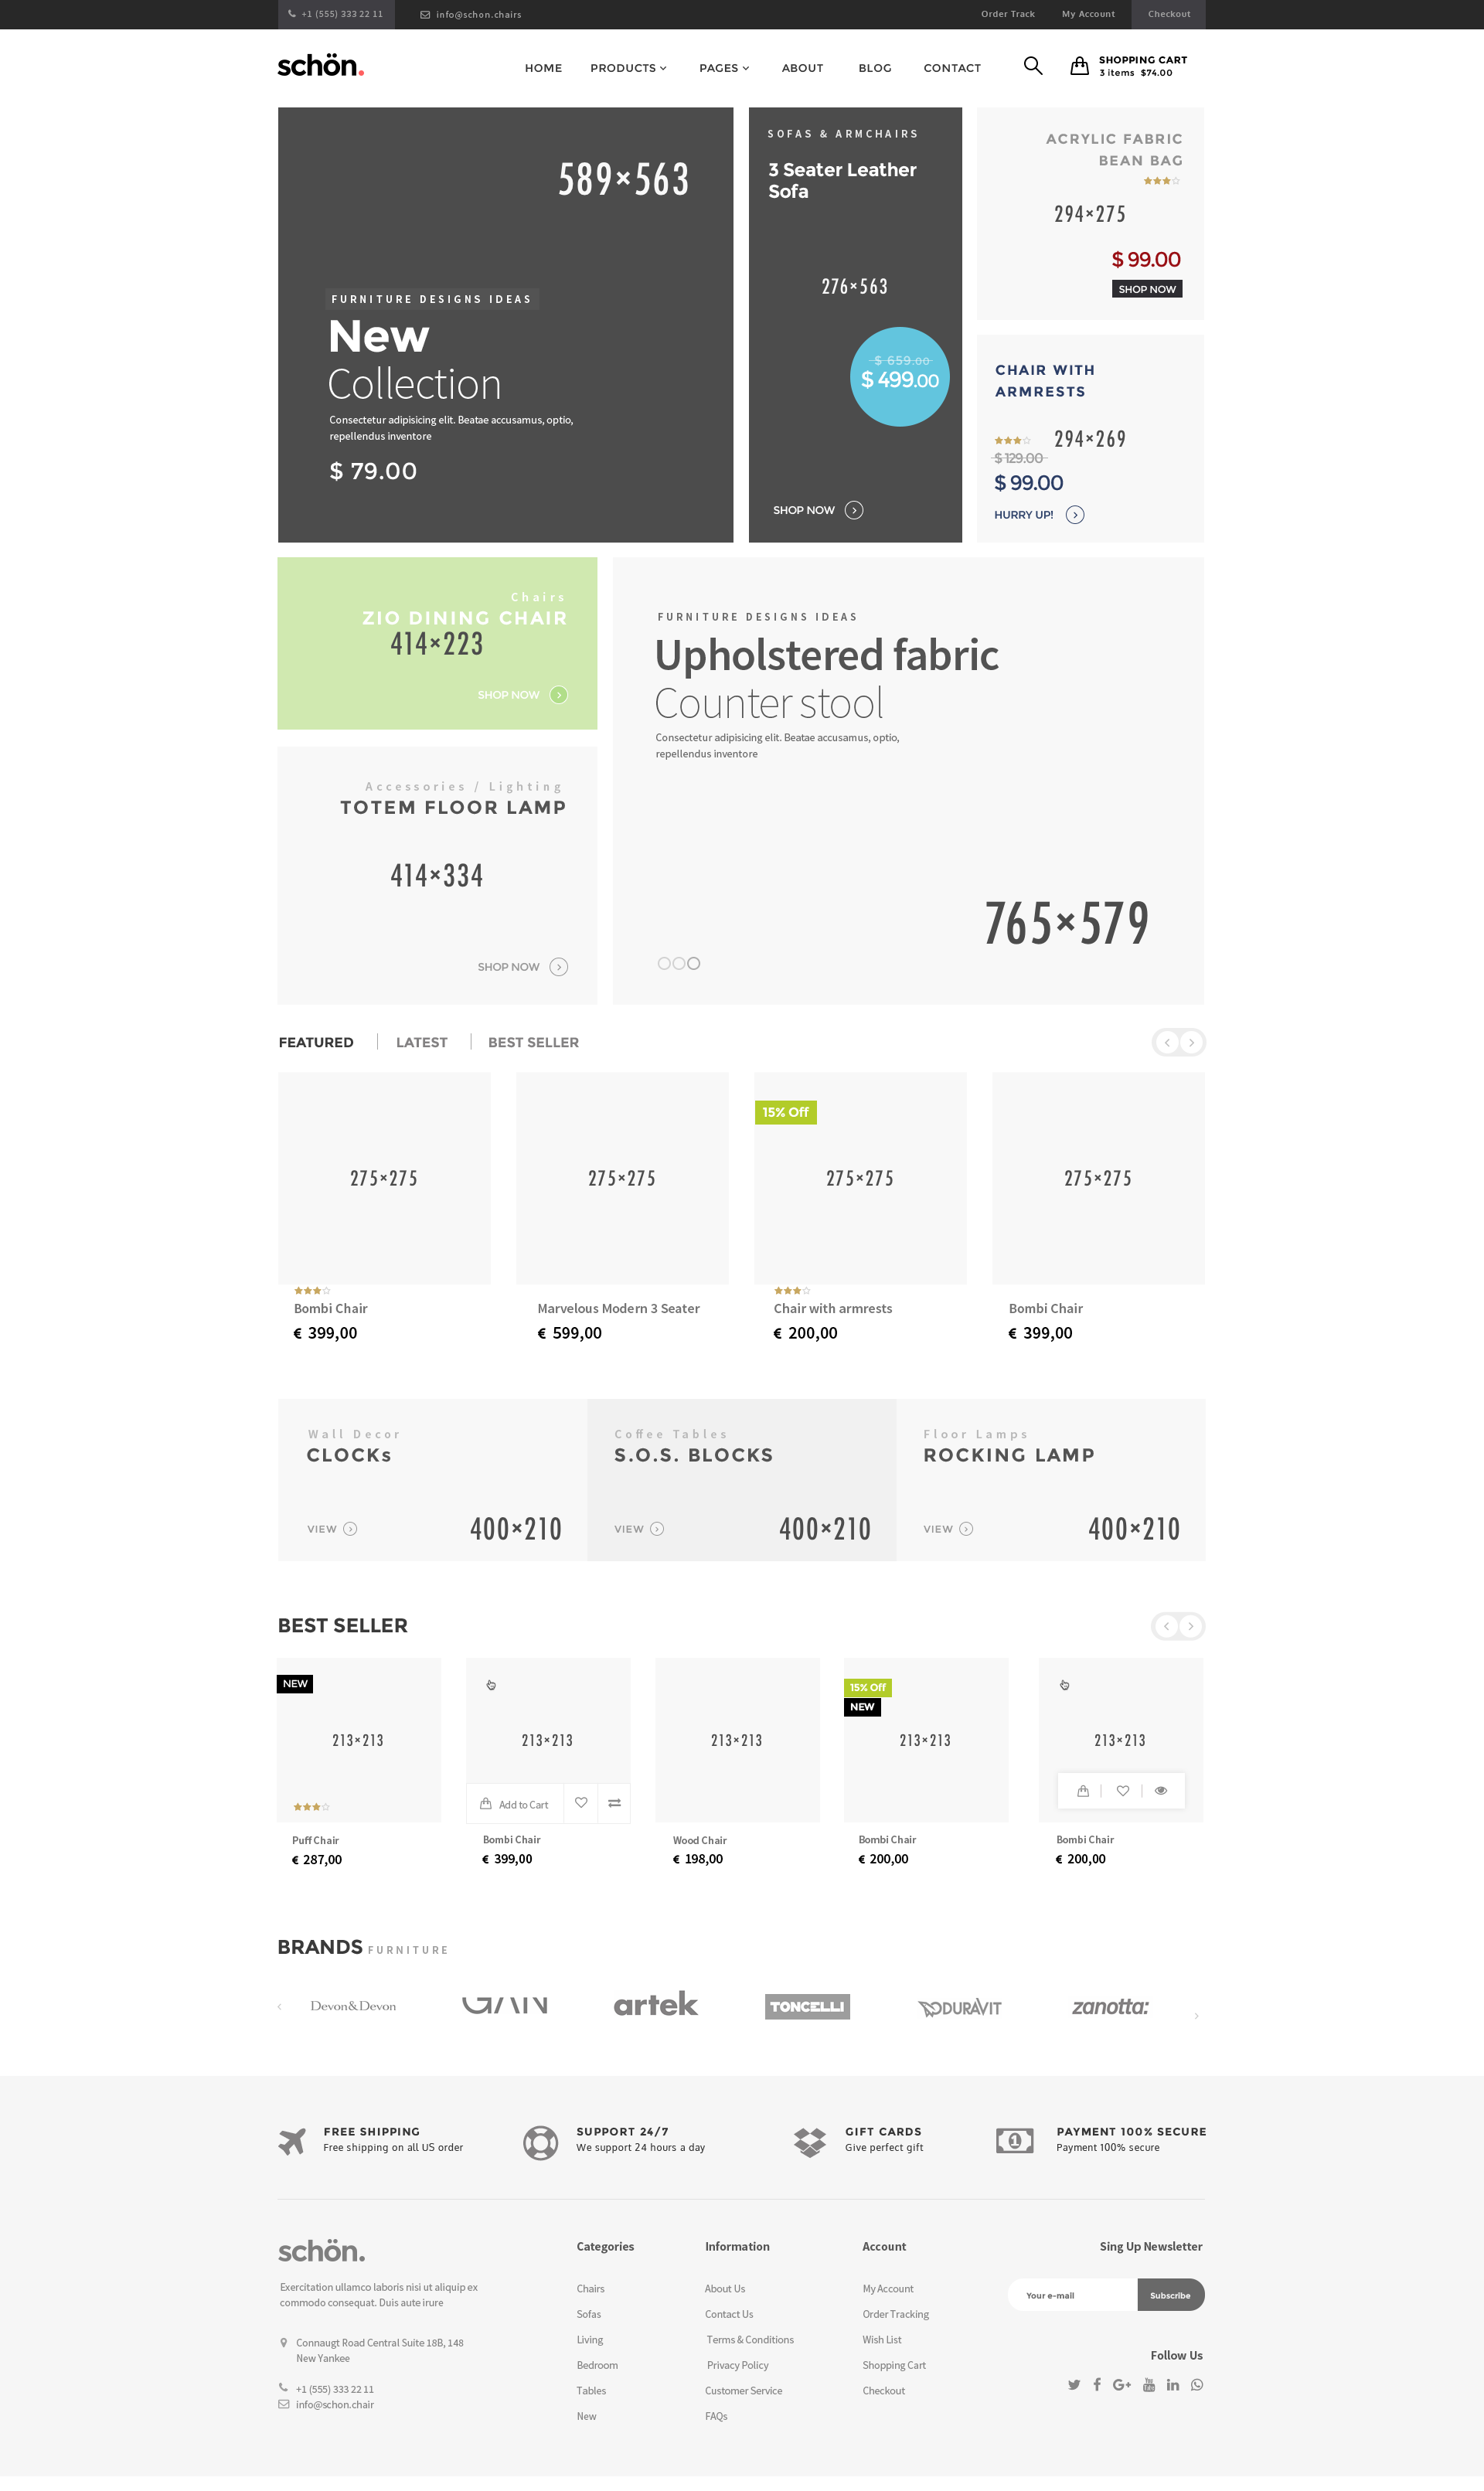 +1 (555) 333 22 11
info@schon.chairs
Order Track
My Account
Checkout
schön.
HOME
PRODUCTS
PAGES
ABOUT
BLOG
CONTACT
SHOPPING CART
3 items $74.00
589×563
FURNITURE DESIGNS IDEAS
New
Collection
Consectetur adipisicing elit. Beatae accusamus, optio,
repellendus inventore
$ 79.00
SOFAS & ARMCHAIRS
3 Seater Leather
Sofa
276×563
$ 659.00
$ 499.00
SHOP NOW
ACRYLIC FABRIC
BEAN BAG
294×275
$ 99.00
SHOP NOW
CHAIR WITH
ARMRESTS
294×269
$ 129.00
$ 99.00
HURRY UP!
Chairs
ZIO DINING CHAIR
414×223
SHOP NOW
Accessories / Lighting
TOTEM FLOOR LAMP
414×334
SHOP NOW
FURNITURE DESIGNS IDEAS
Upholstered fabric
Counter stool
Consectetur adipisicing elit. Beatae accusamus, optio,
repellendus inventore
765×579
FEATURED
LATEST
BEST SELLER
275×275
Bombi Chair
€ 399,00
275×275
Marvelous Modern 3 Seater
€ 599,00
15% Off
275×275
Chair with armrests
€ 200,00
275×275
Bombi Chair
€ 399,00
Wall Decor
CLOCKs
VIEW
400×210
Coffee Tables
S.O.S. BLOCKS
VIEW
400×210
Floor Lamps
ROCKING LAMP
VIEW
400×210
BEST SELLER
NEW
213×213
Puff Chair
€ 287,00
213×213
Add to Cart
Bombi Chair
€ 399,00
213×213
Wood Chair
€ 198,00
15% Off
NEW
213×213
Bombi Chair
€ 200,00
213×213
Bombi Chair
€ 200,00
BRANDS FURNITURE
Devon&Devon
GAN
artek
TONCELLI
DURAVIT
zanotta:
FREE SHIPPING
Free shipping on all US order
SUPPORT 24/7
We support 24 hours a day
GIFT CARDS
Give perfect gift
PAYMENT 100% SECURE
Payment 100% secure
schön.
Exercitation ullamco laboris nisi ut aliquip ex
commodo consequat. Duis aute irure
Connaugt Road Central Suite 18B, 148
New Yankee
+1 (555) 333 22 11
info@schon.chair
Categories
Chairs
Sofas
Living
Bedroom
Tables
New
Information
About Us
Contact Us
Terms & Conditions
Privacy Policy
Customer Service
FAQs
Account
My Account
Order Tracking
Wish List
Shopping Cart
Checkout
Sing Up Newsletter
Your e-mail
Subscribe
Follow Us